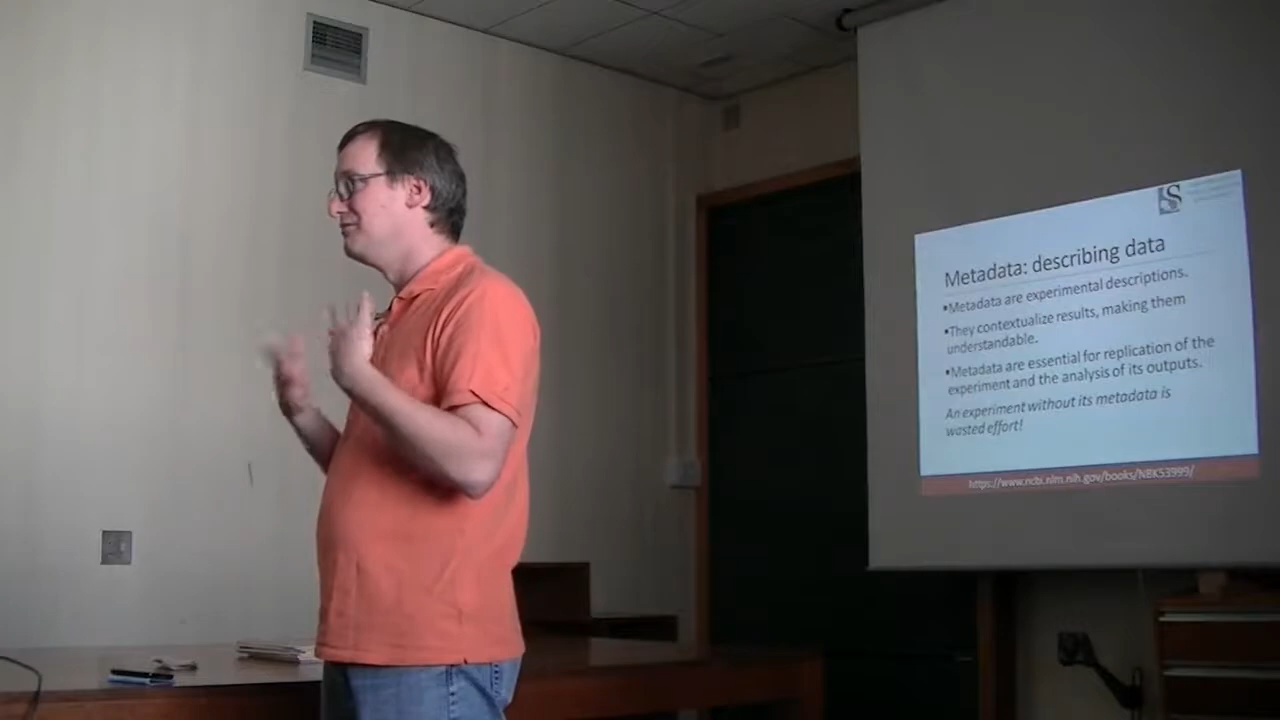 Metadata: describing data
▪Metadata are experimental descriptions.
▪They contextualize results, making them
understandable.
▪Metadata are essential for replication of the
experiment and the analysis of its outputs.
An experiment without its metadata is
wasted effort!
https://www.ncbi.nlm.nih.gov/books/NBK53999/